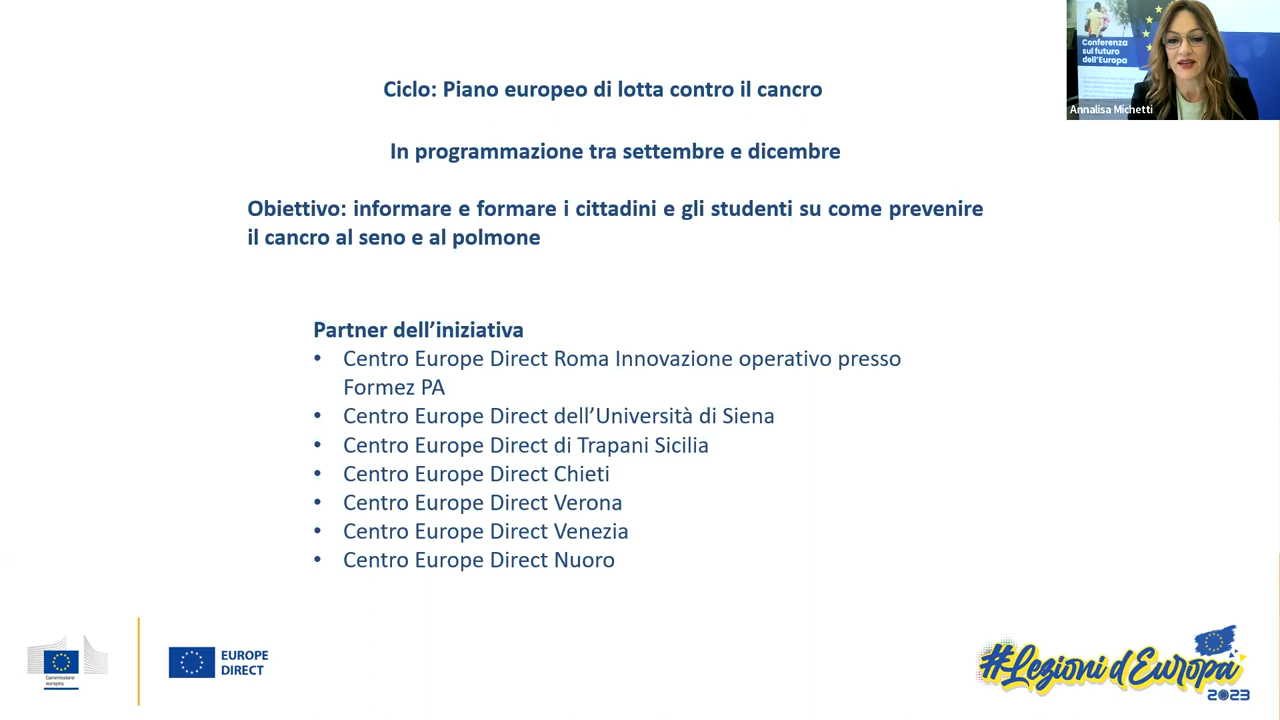 Ciclo: Piano europeo di lotta contro il cancro
Conferenza
sul futuro
dell'Europa
Annalisa Michetti
In programmazione tra settembre e dicembre
Obiettivo: informare e formare i cittadini e gli studenti su come prevenire
il cancro al seno e al polmone
Partner dell’iniziativa
• Centro Europe Direct Roma Innovazione operativo presso
Formez PA
• Centro Europe Direct dell’Università di Siena
• Centro Europe Direct di Trapani Sicilia
• Centro Europe Direct Chieti
• Centro Europe Direct Verona
• Centro Europe Direct Venezia
• Centro Europe Direct Nuoro
Commissione
europea
EUROPE
DIRECT
#Lezioni d'Europa
2023